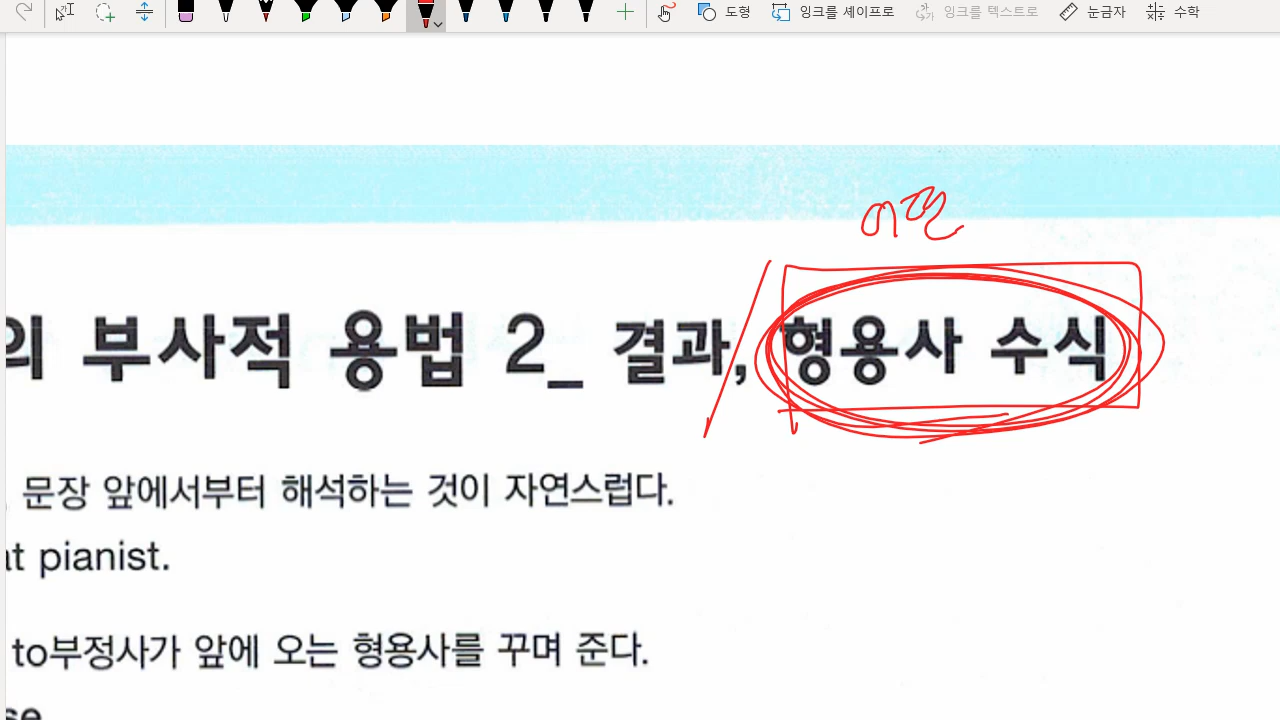 도형 잉크를 셰이프로 잉크를 텍스트로 눈금자 수학
의 부사적 용법 2_ 결과, 형용사 수식
문장 앞에서부터 해석하는 것이 자연스럽다.
at pianist.
to부정사가 앞에 오는 형용사를 꾸며 준다.
se